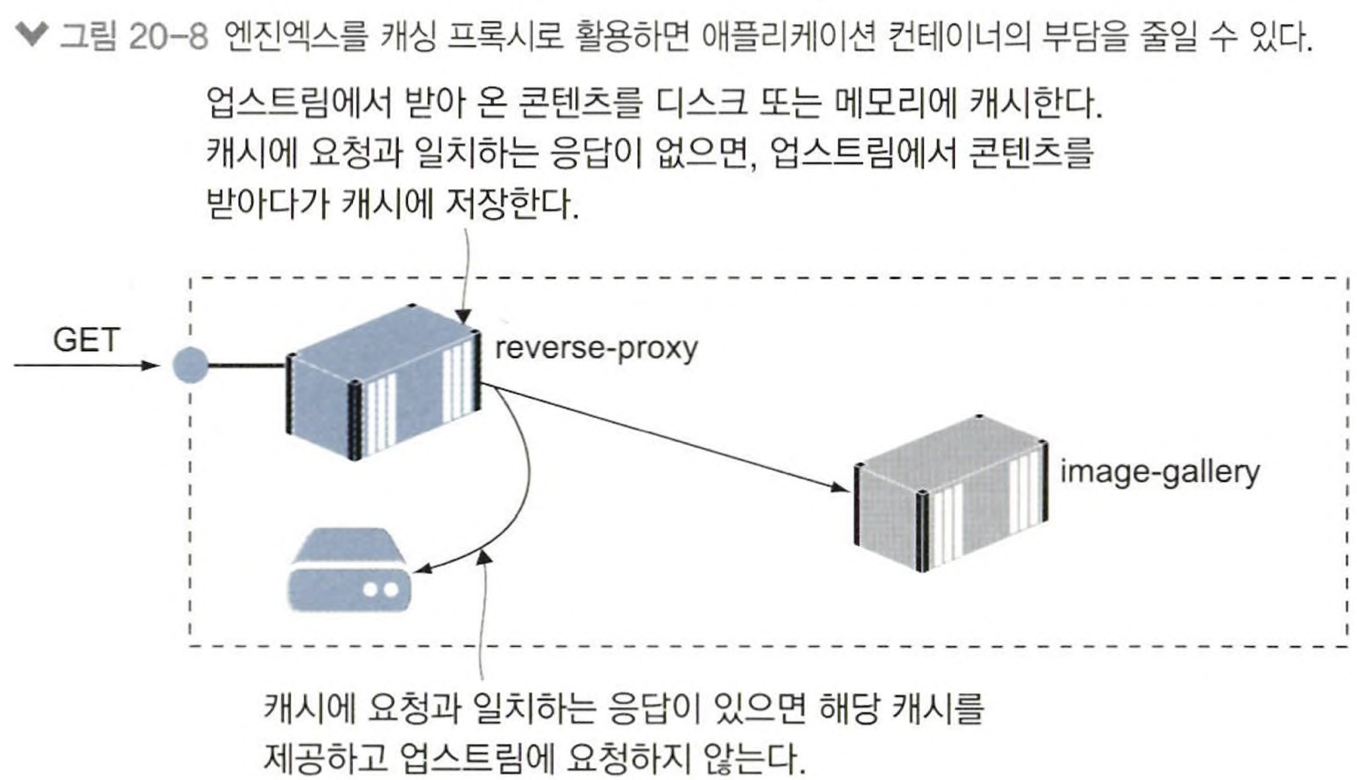 그림 20-8 엔진엑스를 캐싱 프록시로 활용하면 애플리케이션 컨테이너의 부담을 줄일 수 있다.
업스트림에서 받아 온 콘텐츠를 디스크 또는 메모리에 캐시한다.
캐시에 요청과 일치하는 응답이 없으면, 업스트림에서 콘텐츠를
받아다가 캐시에 저장한다.
GET
reverse-proxy
image-gallery
캐시에 요청과 일치하는 응답이 있으면 해당 캐시를
제공하고 업스트림에 요청하지 않는다.